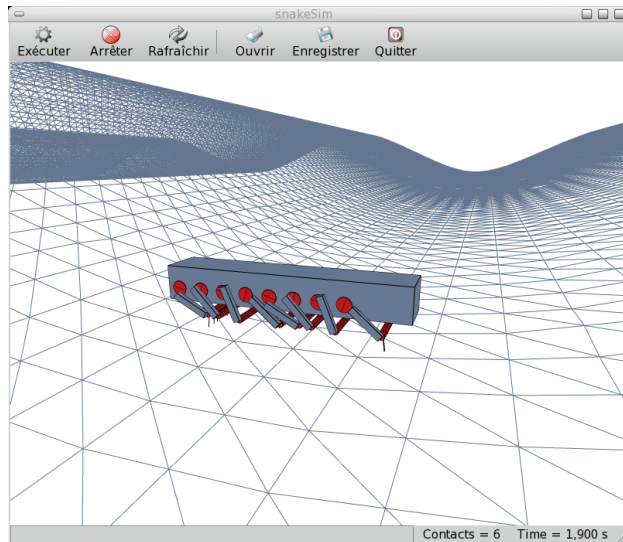 snakeSim
Exécuter Arrêter Rafraîchir Ouvrir Enregistrer Quitter
Contacts = 6 Time = 1,900 s